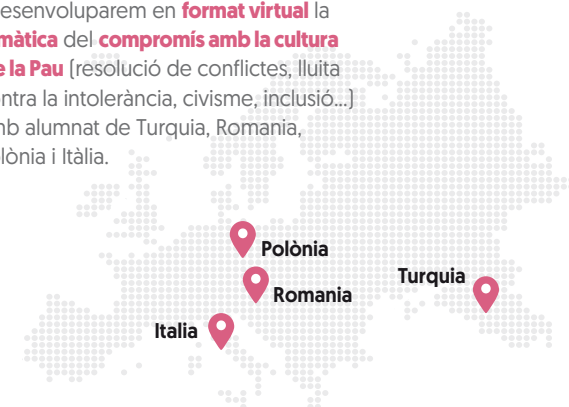 esenvoluparem en format virtual la
màtica del compromís amb la cultura
e la Pau (resolució de conflictes, lluita
ontra la intolerància, civisme, inclusió...)
mb alumnat de Turquia, Romania,
lònia i Itàlia.
Polònia
Turquia
Romania
Italia